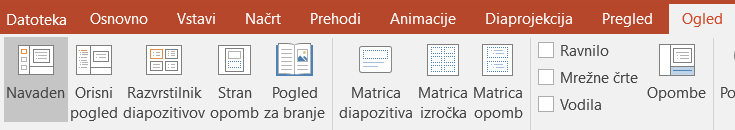 Datoteka Osnovno Vstavi Načrt Prehodi Animacije Diaprojekcija Pregled Ogled
Navaden Orisni pogled Razvrstilnik diapozitivov Stran opomb Pogled za branje
Matrica diapozitiva Matrica izročka Matrica opomb
Ravnilo
Mrežne črte
Vodila
Opombe